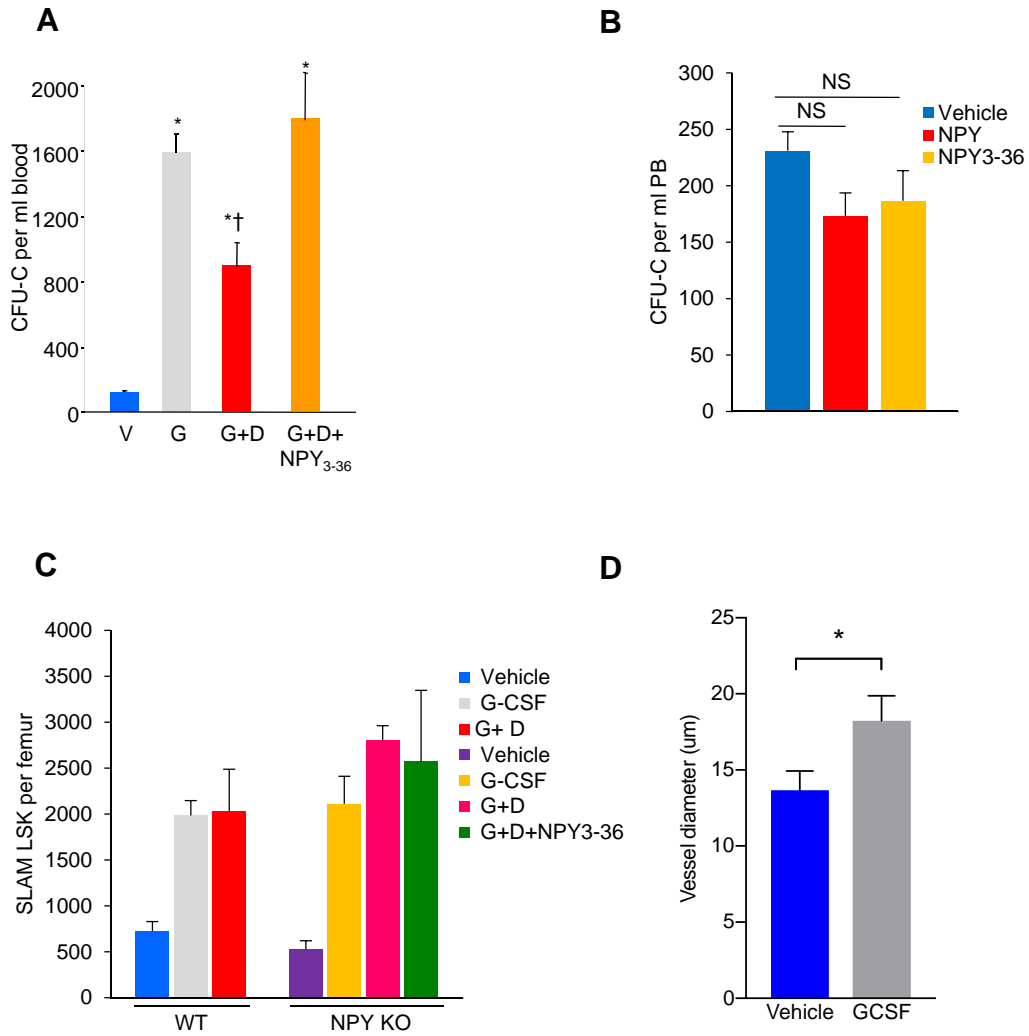 A
CFU-C per ml blood
2000
1600
1200
800
400
0
*
*†
*
V
G
G+D
G+D+
NPY3-36
B
CFU-C per ml PB
300
250
200
150
100
50
0
NS
NS
Vehicle
NPY
NPY3-36
C
SLAM LSK per femur
4000
3500
3000
2500
2000
1500
1000
500
0
WT
NPY KO
Vehicle
G-CSF
G+ D
Vehicle
G-CSF
G+D
G+D+NPY3-36
D
Vessel diameter (um)
25
20
15
10
5
0
*
Vehicle
GCSF